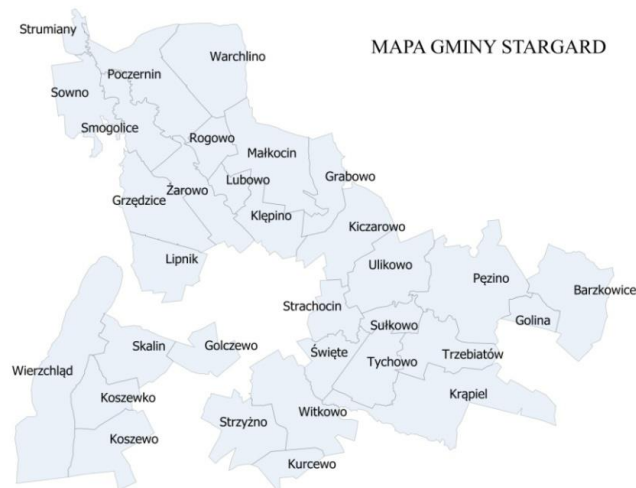 MAPA GMINY STARGARD
Strumiany
Warchlino
Poczernin
Sowno
Smogolice
Rogowo
Małkocin
Grabowo
Lubowo
Żarowo
Grzędzice
Klępino
Kiczarowo
Lipnik
Ulikowo
Pęzino
Barzkowice
Strachocin
Golina
Sułkowo
Skalin
Golczewo
Święte
Tychowo
Trzebiatów
Wierzchląd
Krąpiel
Koszewko
Witkowo
Strzyżno
Koszewo
Kurcewo